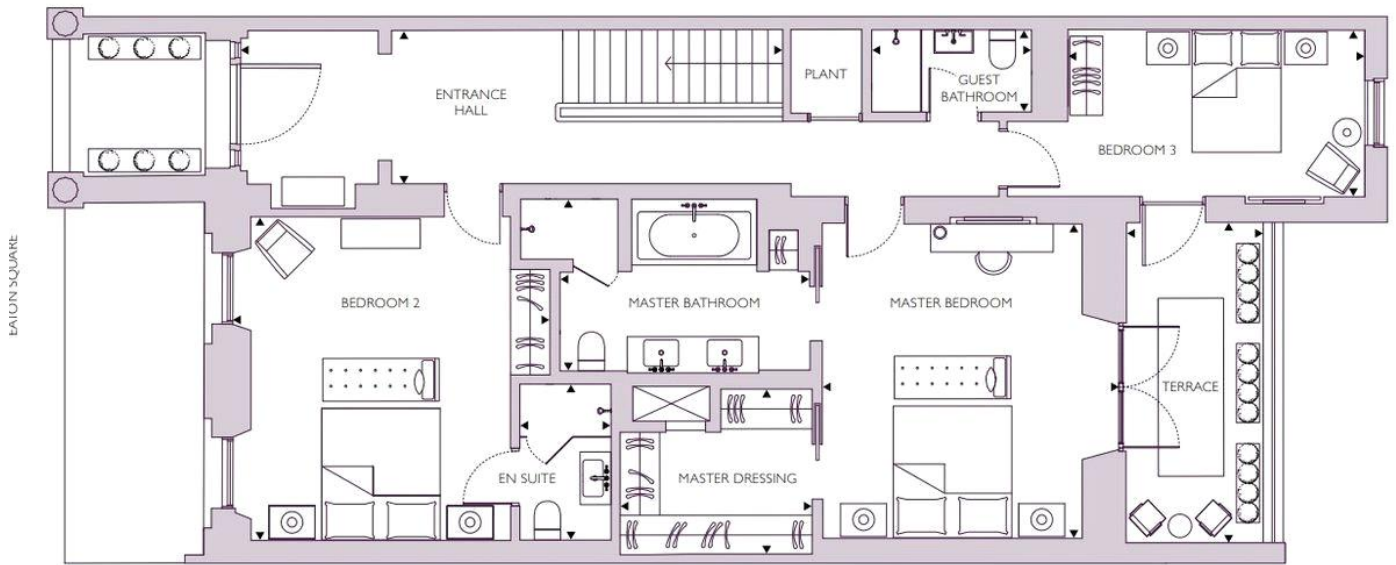 PLANT
GUEST
BATHROOM
ENTRANCE
HALL
BEDROOM 3
EATON SQUARE
BEDROOM 2
MASTER BATHROOM
MASTER BEDROOM
TERRACE
EN SUITE
MASTER DRESSING